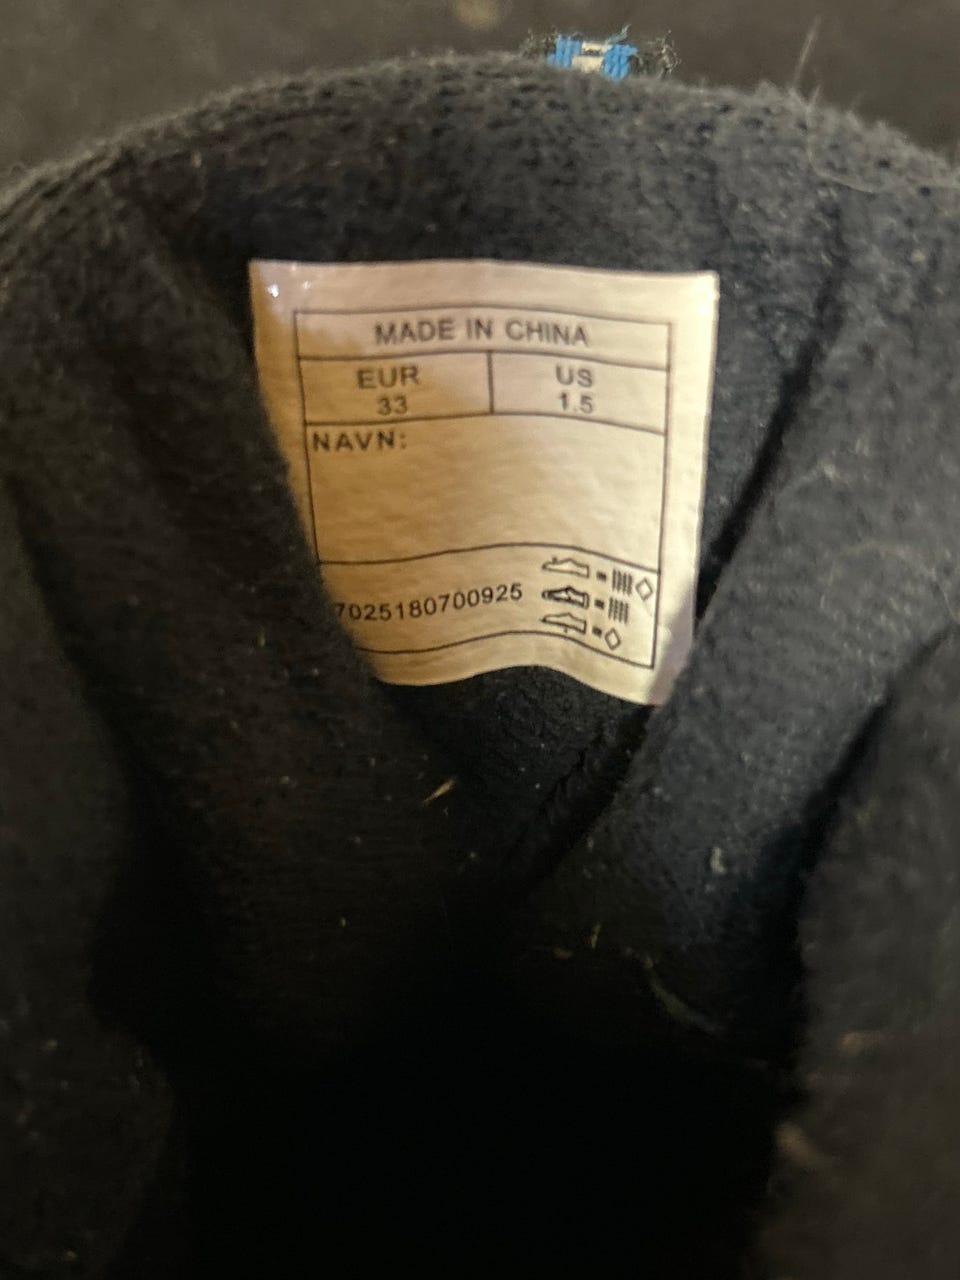 MADE IN CHINA
EUR US
33 1.5
NAVN:
7025180700925